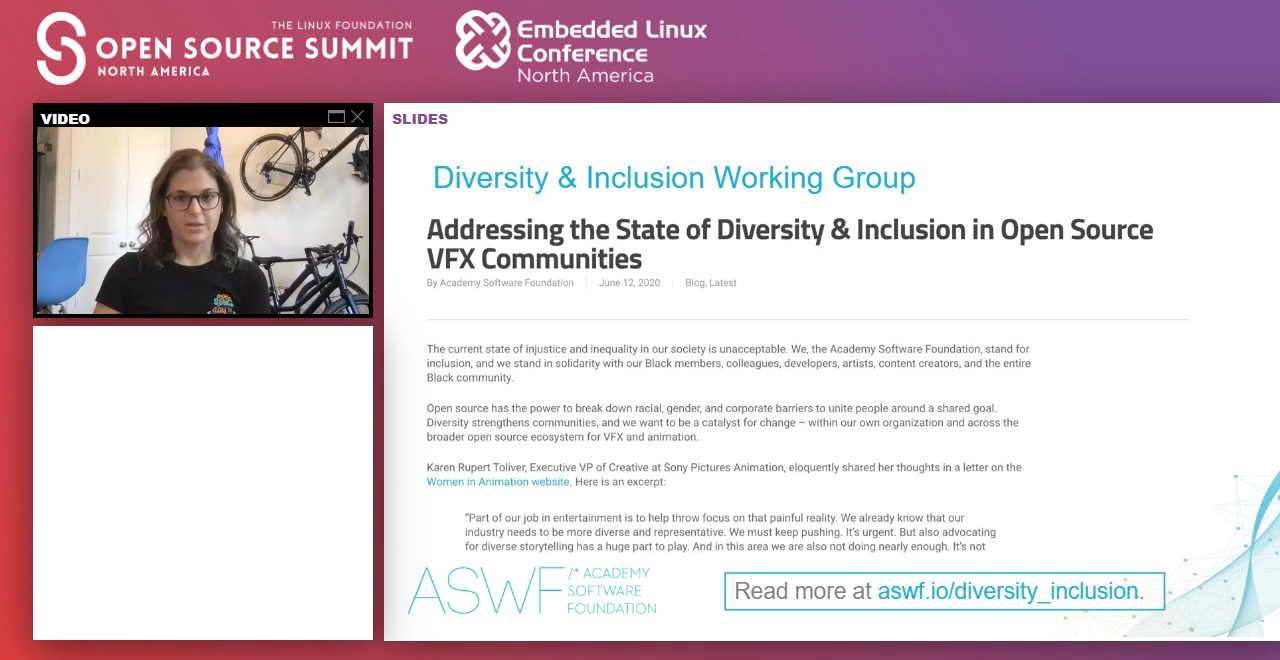 THE LINUX FOUNDATION
OPEN SOURCE SUMMIT
NORTH AMERICA
Embedded Linux
Conference
North America
VIDEO
SLIDES
Diversity & Inclusion Working Group
Addressing the State of Diversity & Inclusion in Open Source
VFX Communities
By Academy Software Foundation June 12, 2020 Blog, Latest
The current state of injustice and inequality in our society is unacceptable. We, the Academy Software Foundation, stand for
inclusion, and we stand in solidarity with our Black members, colleagues, developers, artists, content creators, and the entire
Black community.
Open source has the power to break down racial, gender, and corporate barriers to unite people around a shared goal.
Diversity strengthens communities, and we want to be a catalyst for change – within our own organization and across the
broader open source ecosystem for VFX and animation.
Karen Rupert Toliver, Executive VP of Creative at Sony Pictures Animation, eloquently shared her thoughts in a letter on the
Women in Animation website. Here is an excerpt:
“Part of our job in entertainment is to help throw focus on that painful reality. We already know that our
industry needs to be more diverse and representative. We must keep pushing. It’s urgent. But also advocating
for diverse storytelling has a huge part to play. And in this area we are also not doing nearly enough. It’s not
ASWF /* ACADEMY
SOFTWARE
FOUNDATION
Read more at aswf.io/diversity_inclusion.